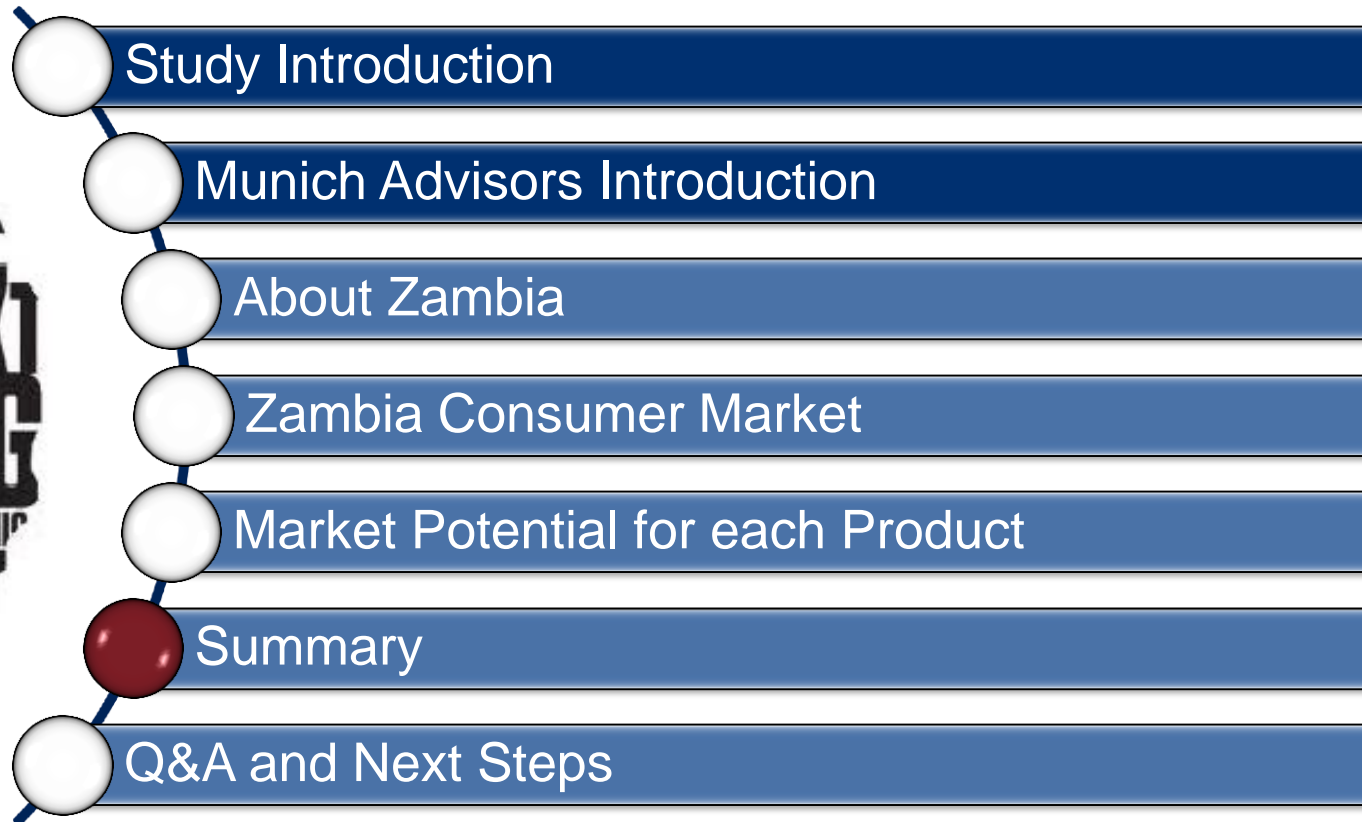 Study Introduction
Munich Advisors Introduction
About Zambia
Zambia Consumer Market
Market Potential for each Product
Summary
Q&A and Next Steps